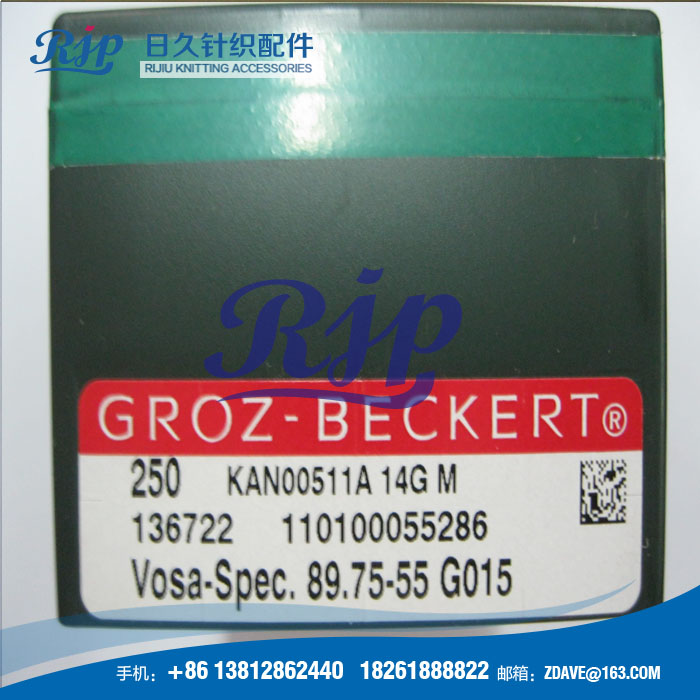 RJP 日久针织配件
RIJIU KNITTING ACCESSORIES
RJP
GROZ-BECKERT®
250 KAN00511A 14G M
136722 110100055286
Vosa-Spec. 89.75-55 G015
手机：+86 13812862440 18261888822 邮箱：ZDAVE@163.COM